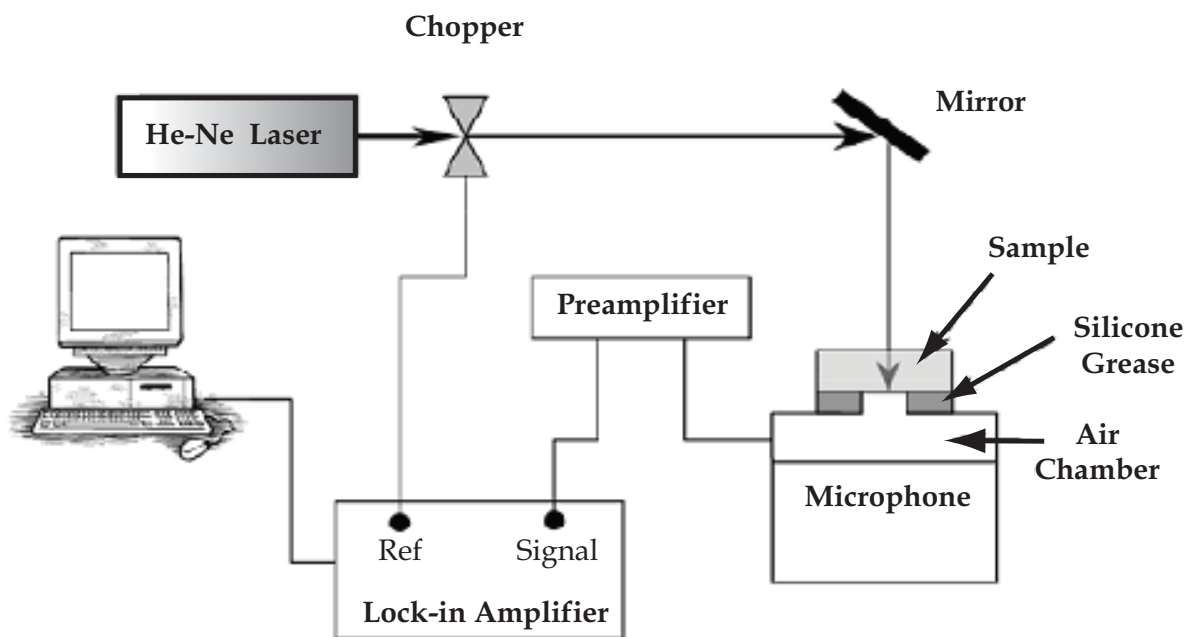 Chopper
He-Ne Laser
Mirror
Sample
Preamplifier
Silicone
Grease
Air
Chamber
Microphone
Ref
Signal
Lock-in Amplifier